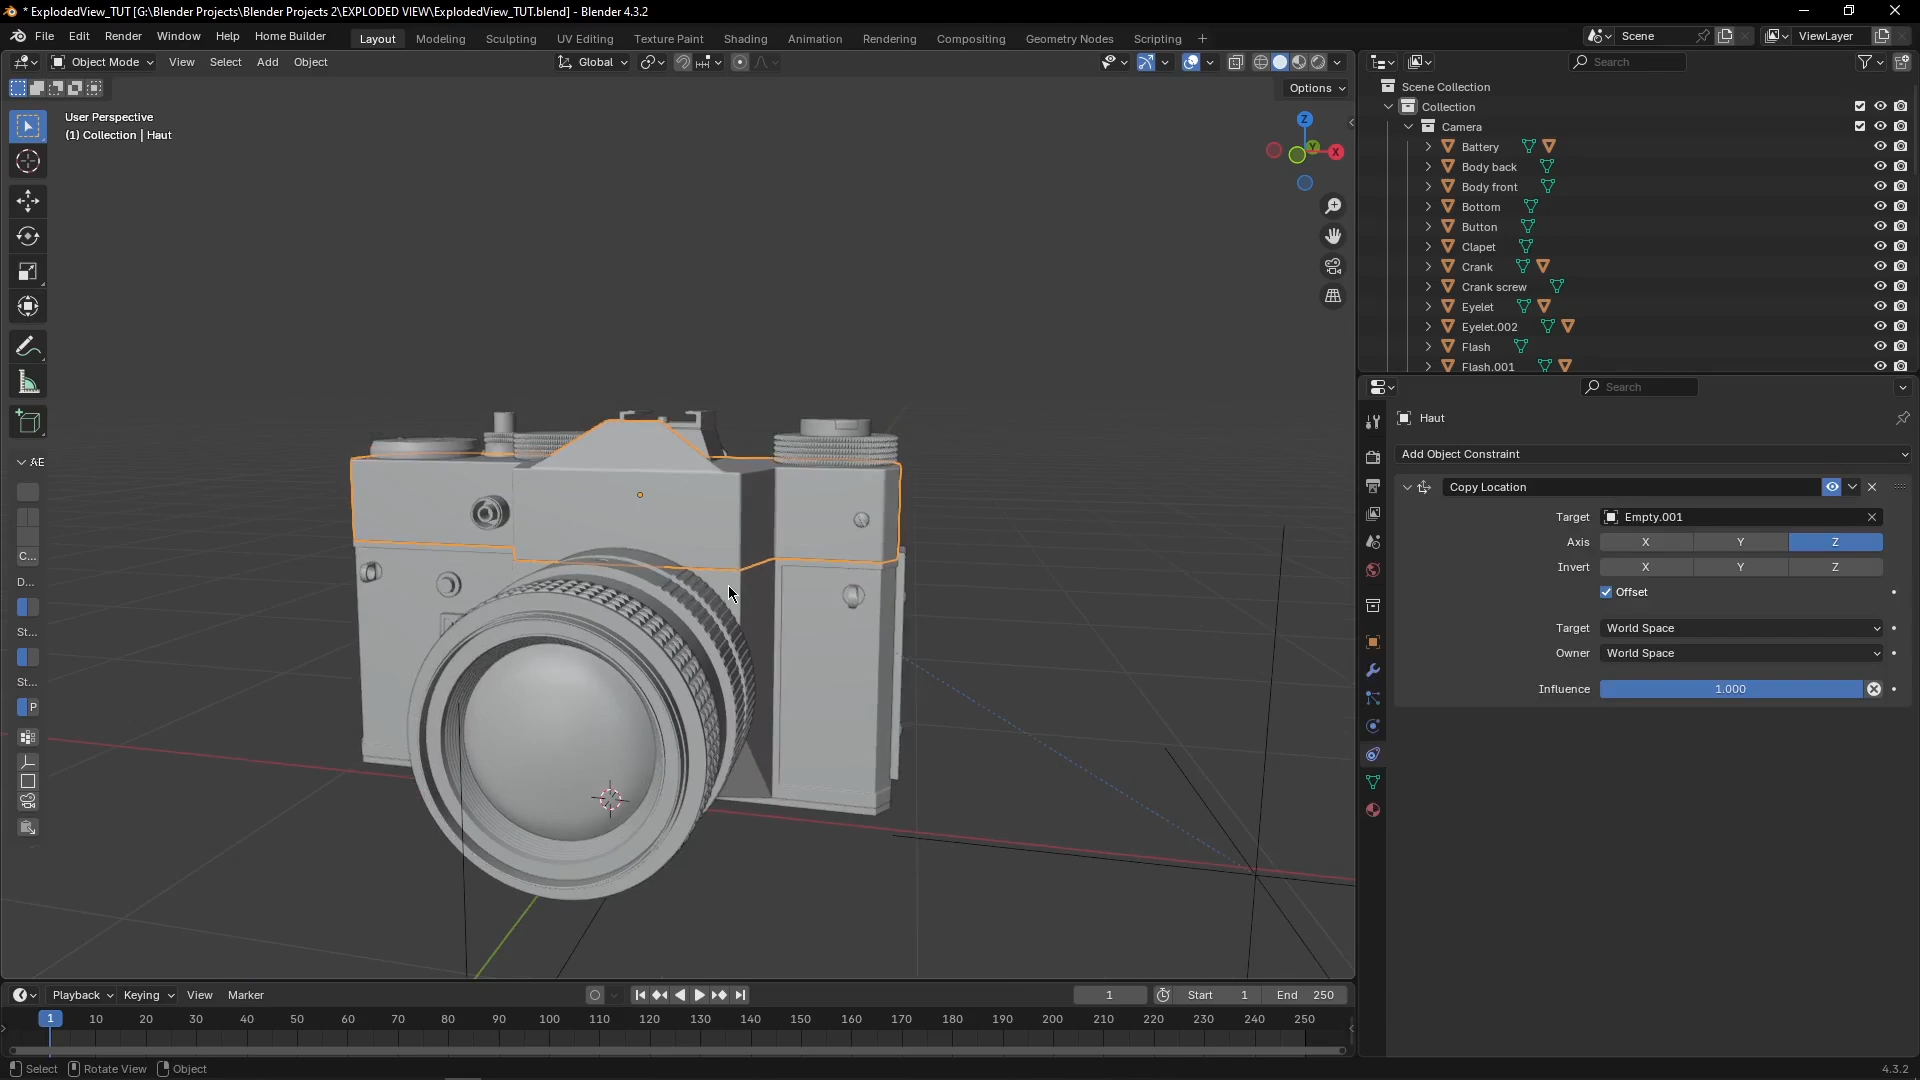 * ExplodedView_TUT [G:\Blender Projects\Blender Projects 2\EXPLODED VIEW\ExplodedView_TUT.blend] - Blender 4.3.2
File Edit Render Window Help Home Builder Layout Modeling Sculpting UV Editing Texture Paint Shading Animation Rendering Compositing Geometry Nodes Scripting + Scene ViewLayer
Object Mode View Select Add Object Global Search
Options
User Perspective
(1) Collection | Haut
Z
Y
X
AE
C...
D...
St...
St...
P
Scene Collection
Collection
Camera
Battery
Body back
Body front
Bottom
Button
Clapet
Crank
Crank screw
Eyelet
Eyelet.002
Flash
Flash.001
Search
Haut
Add Object Constraint
Copy Location
Target Empty.001
Axis X Y Z
Invert X Y Z
Offset
Target World Space
Owner World Space
Influence 1.000
Playback Keying View Marker 1 Start 1 End 250
1 10 20 30 40 50 60 70 80 90 100 110 120 130 140 150 160 170 180 190 200 210 220 230 240 250
Select Rotate View Object 4.3.2